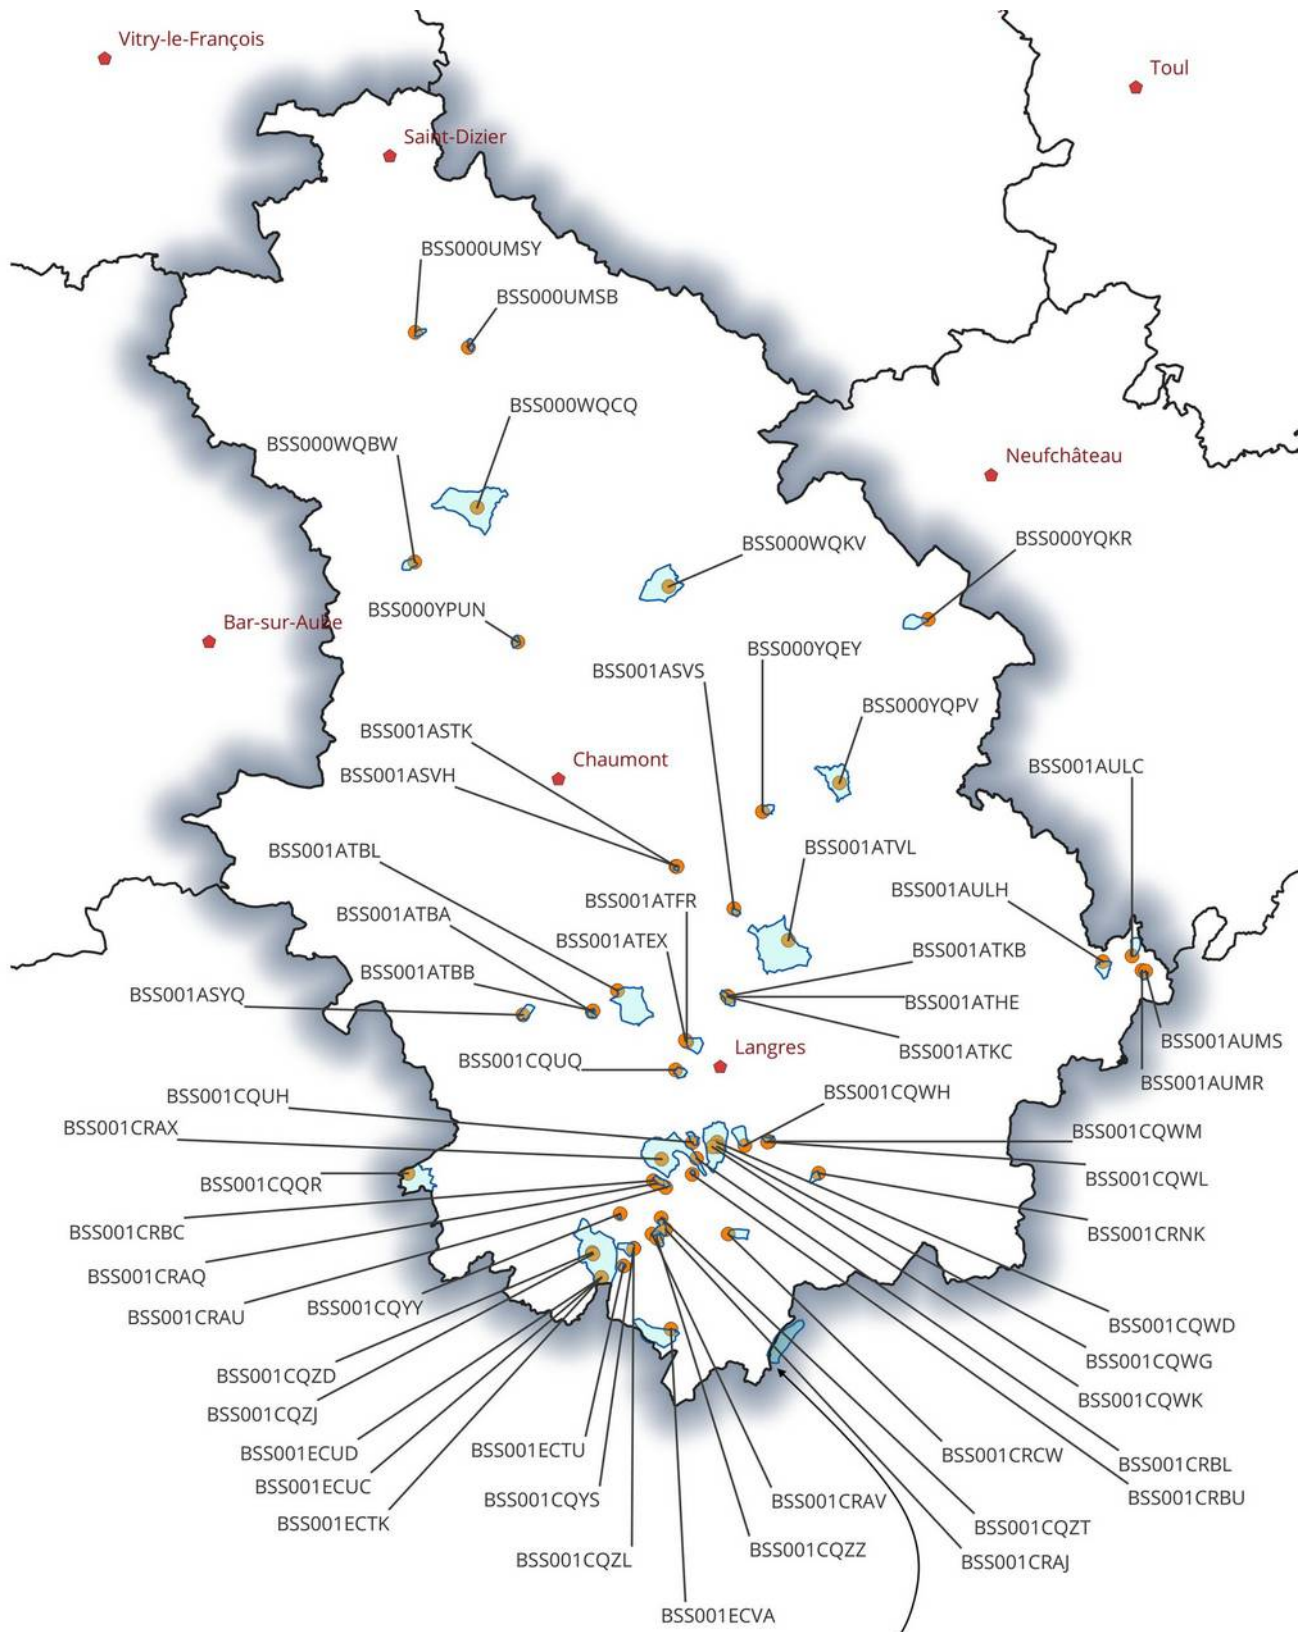 Vitry-le-François
Toul
Saint-Dizier
BSS000UMSY
BSS000UMSB
BSS000WQCQ
BSS000WQBW
Neufchâteau
BSS000WQKV
BSS000YQKR
BSS000YPUN
Bar-sur-Aube
BSS000YQEY
BSS001ASVS
BSS000YQPV
BSS001ASTK
Chaumont
BSS001AULC
BSS001ASVH
BSS001ATBL
BSS001ATVL
BSS001AULH
BSS001ATFR
BSS001ATBA
BSS001ATEX
BSS001ATKB
BSS001ATBB
BSS001ASYQ
BSS001ATHE
BSS001AUMS
Langres
BSS001ATKC
BSS001CQUQ
BSS001AUMR
BSS001CQUH
BSS001CQWH
BSS001CRAX
BSS001CQWM
BSS001CQWL
BSS001CQQR
BSS001CRBC
BSS001CRNK
BSS001CRAQ
BSS001CQYY
BSS001CRAU
BSS001CQWD
BSS001CQWG
BSS001CQZD
BSS001CQWK
BSS001CQZJ
BSS001ECUD
BSS001ECTU
BSS001CRCW
BSS001CRBL
BSS001ECUC
BSS001CQYS
BSS001CRAV
BSS001CRBU
BSS001ECTK
BSS001CQZT
BSS001CQZZ
BSS001CQZL
BSS001CRAJ
BSS001ECVA